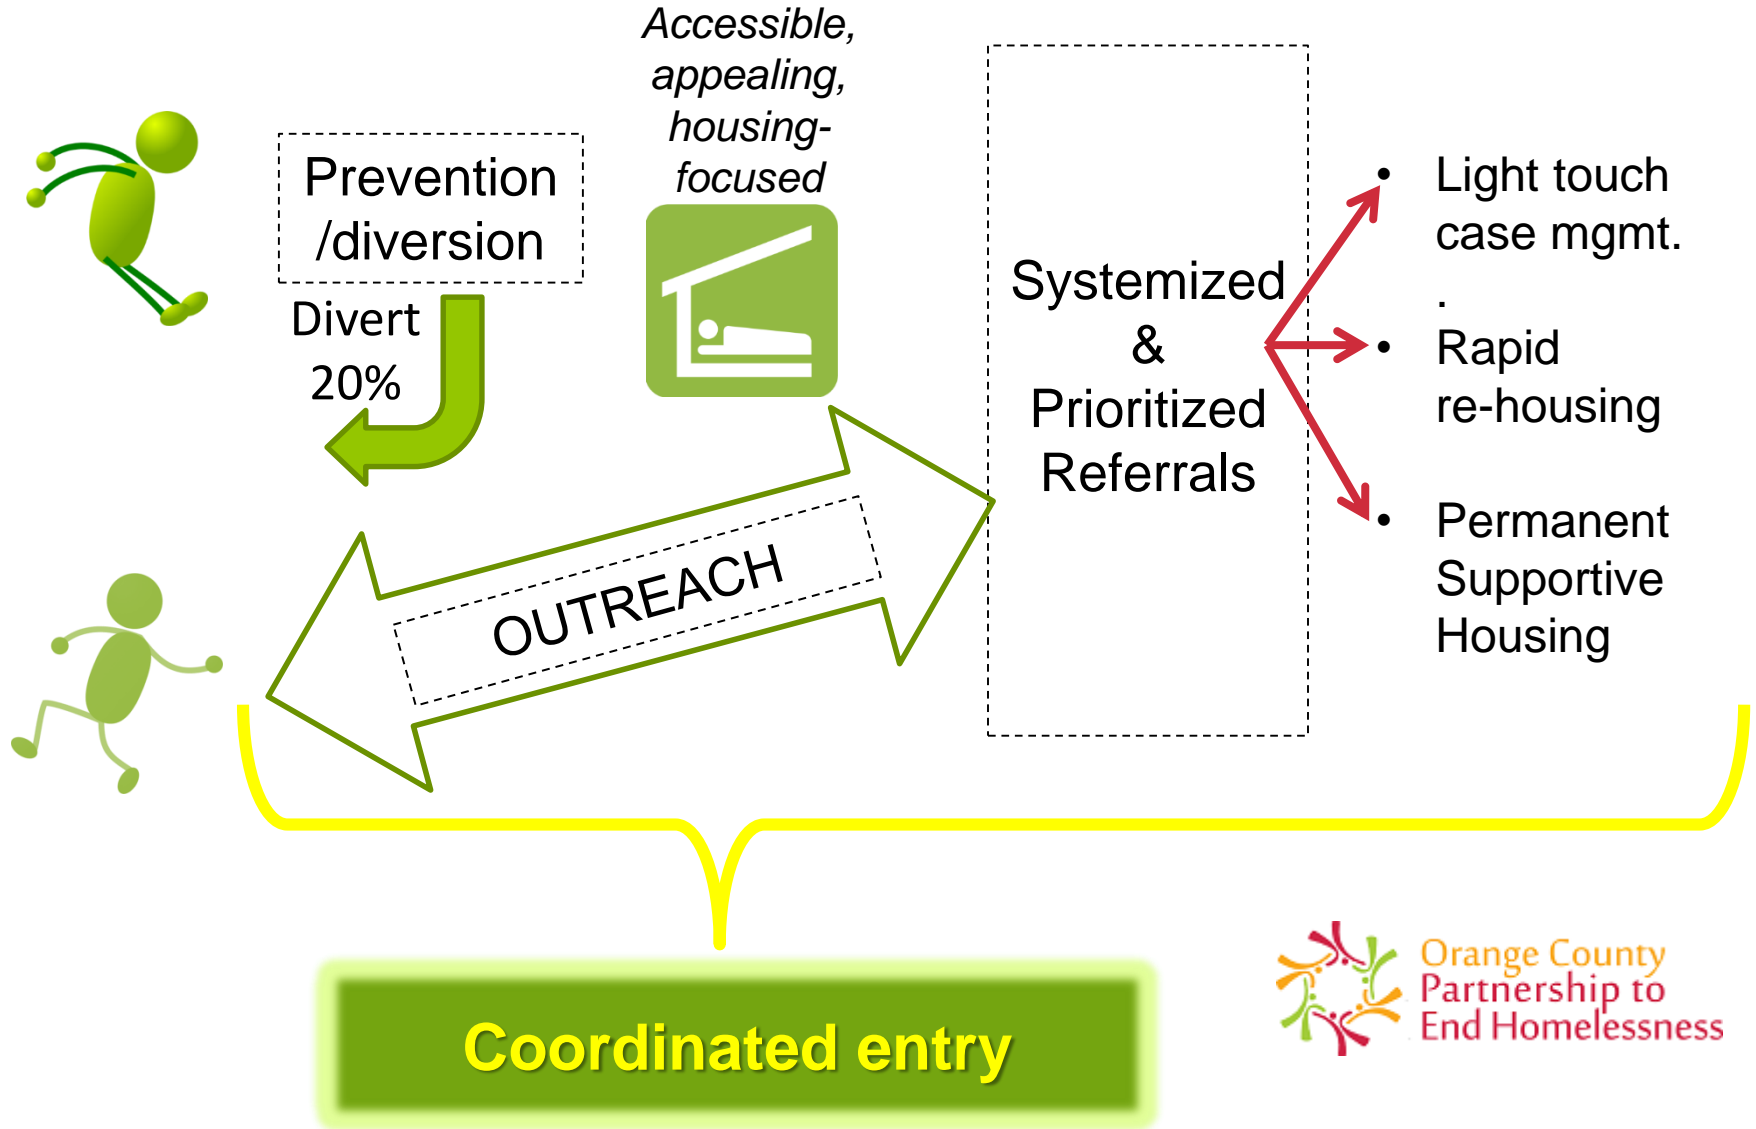 Accessible,
appealing,
housing-
focused
Prevention
/diversion
Divert
20%
OUTREACH
Systemized
&
Prioritized
Referrals
• Light touch
case mgmt.
.
• Rapid
re-housing
• Permanent
Supportive
Housing
Coordinated entry
Orange County
Partnership to
End Homelessness